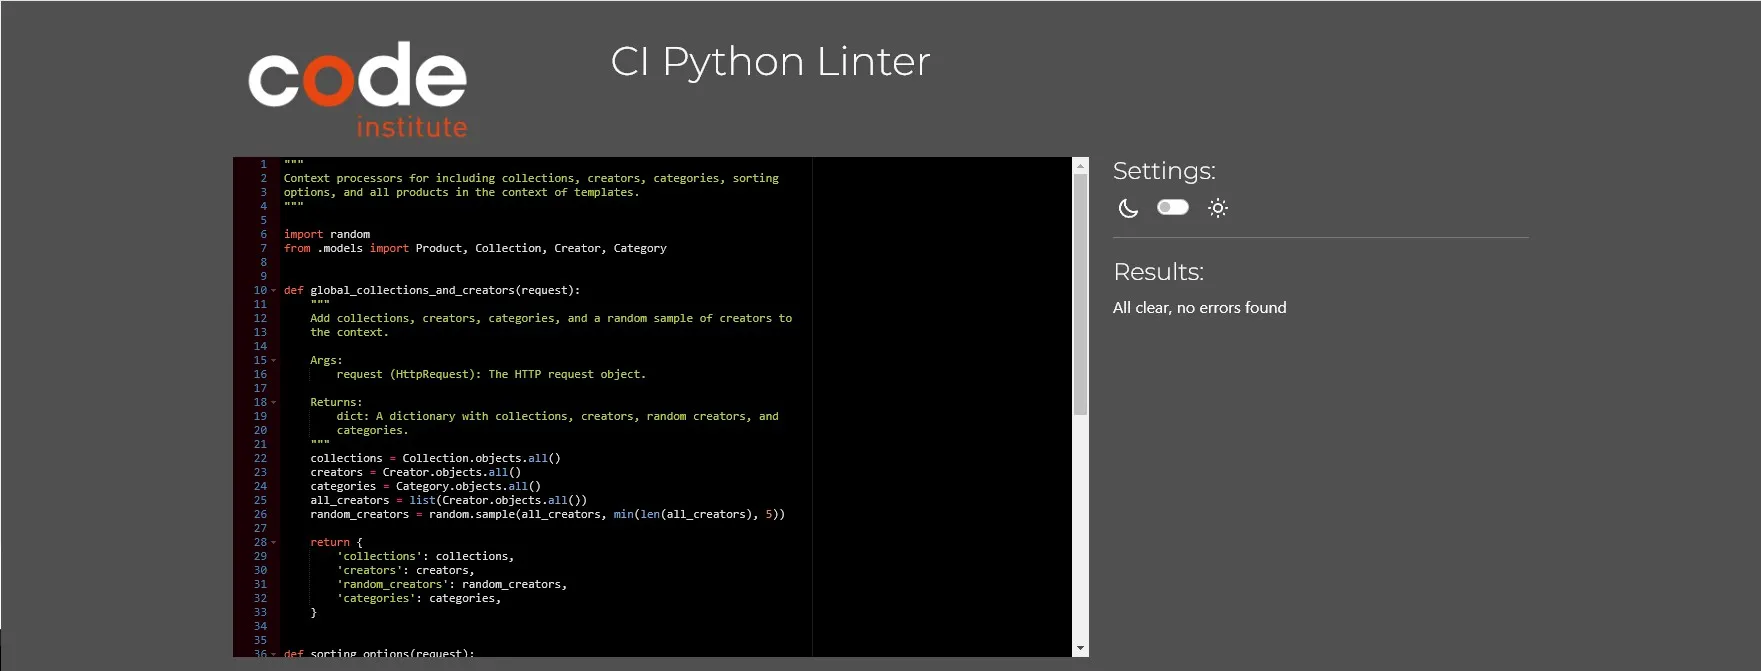 code
institute
CI Python Linter
1 """
2 Context processors for including collections, creators, categories, sorting
3 options, and all products in the context of templates.
4 """
5
6 import random
7 from .models import Product, Collection, Creator, Category
8
9
10 def global_collections_and_creators(request):
11     """
12     Add collections, creators, categories, and a random sample of creators to
13     the context.
14
15     Args:
16         request (HttpRequest): The HTTP request object.
17
18     Returns:
19         dict: A dictionary with collections, creators, random creators, and
20         categories.
21     """
22     collections = Collection.objects.all()
23     creators = Creator.objects.all()
24     categories = Category.objects.all()
25     all_creators = list(Creator.objects.all())
26     random_creators = random.sample(all_creators, min(len(all_creators), 5))
27
28     return {
29         'collections': collections,
30         'creators': creators,
31         'random_creators': random_creators,
32         'categories': categories,
33     }
34
35
36 def sorting_options(request):
Settings:
Results:
All clear, no errors found